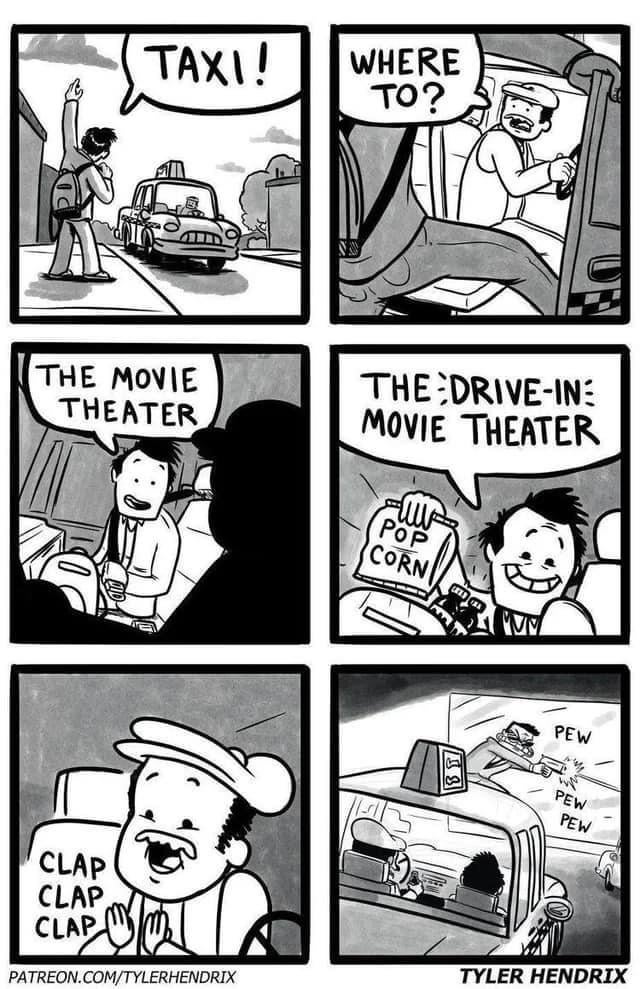 TAXI!
WHERE
TO?
THE MOVIE
THEATER
THE DRIVE-IN
MOVIE THEATER
POP
CORN
CLAP
CLAP
CLAP
PEW
PEW
PEW
PATREON.COM/TYLERHENDRIX
TYLER HENDRIX